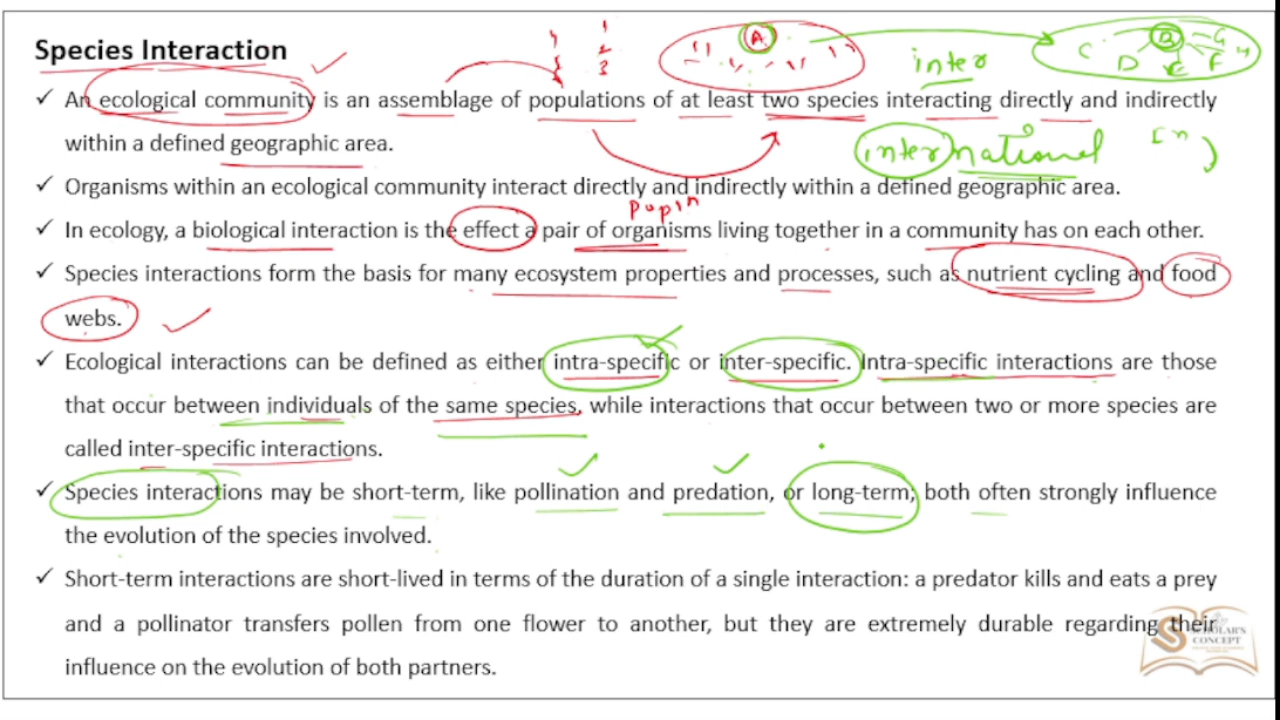 Species Interaction
A
B
C
D
E
F
G
H
inter
1
2
3
✓ An ecological community is an assemblage of populations of at least two species interacting directly and indirectly
within a defined geographic area.
international
✓ Organisms within an ecological community interact directly and indirectly within a defined geographic area.
popln
✓ In ecology, a biological interaction is the effect a pair of organisms living together in a community has on each other.
✓ Species interactions form the basis for many ecosystem properties and processes, such as nutrient cycling and food
webs.
✓ Ecological interactions can be defined as either intra-specific or inter-specific. Intra-specific interactions are those
that occur between individuals of the same species, while interactions that occur between two or more species are
called inter-specific interactions.
✓ Species interactions may be short-term, like pollination and predation, or long-term; both often strongly influence
the evolution of the species involved.
✓ Short-term interactions are short-lived in terms of the duration of a single interaction: a predator kills and eats a prey
and a pollinator transfers pollen from one flower to another, but they are extremely durable regarding their
influence on the evolution of both partners.
SCHOLAR'S
CONCEPT